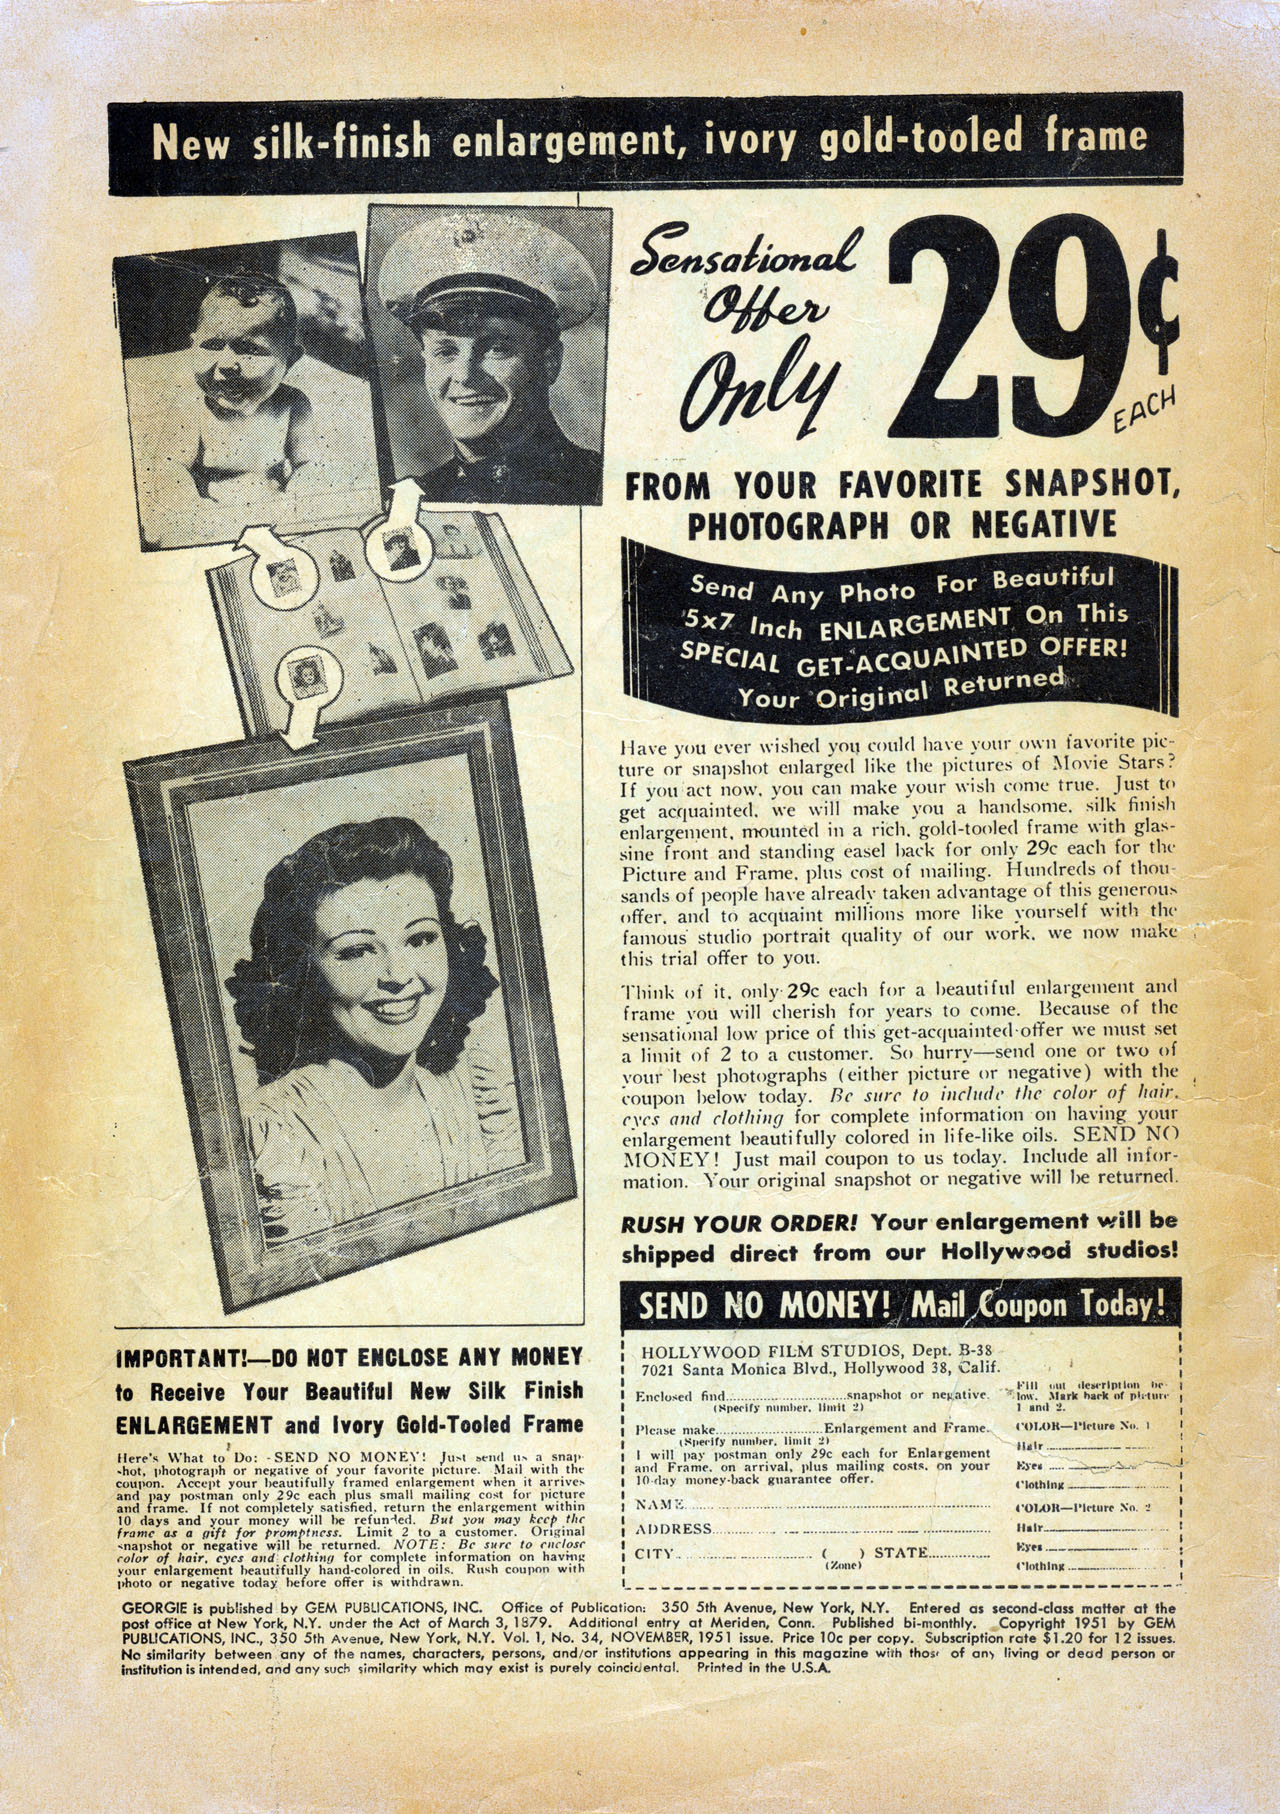 New silk-finish enlargement, ivory gold-tooled frame
Sensational
Offer
Only
29¢
EACH
FROM YOUR FAVORITE SNAPSHOT,
PHOTOGRAPH OR NEGATIVE
Send Any Photo For Beautiful
5x7 Inch ENLARGEMENT On This
SPECIAL GET-ACQUAINTED OFFER!
Your Original Returned
Have you ever wished you could have your own favorite pic-
ture or snapshot enlarged like the pictures of Movie Stars?
If you act now, you can make your wish come true. Just to
get acquainted, we will make you a handsome, silk finish
enlargement, mounted in a rich, gold-tooled frame with glas-
sine front and standing easel back for only 29c each for the
Picture and Frame, plus cost of mailing. Hundreds of thou-
sands of people have already taken advantage of this generous
offer, and to acquaint millions more like yourself with the
famous studio portrait quality of our work, we now make
this trial offer to you.
Think of it, only 29c each for a beautiful enlargement and
frame you will cherish for years to come. Because of the
sensational low price of this get-acquainted offer we must set
a limit of 2 to a customer. So hurry—send one or two of
your best photographs (either picture or negative) with the
coupon below today. Be sure to include the color of hair,
eyes and clothing for complete information on having your
enlargement beautifully colored in life-like oils. SEND NO
MONEY! Just mail coupon to us today. Include all infor-
mation. Your original snapshot or negative will be returned.
RUSH YOUR ORDER! Your enlargement will be
shipped direct from our Hollywood studios!
IMPORTANT!—DO NOT ENCLOSE ANY MONEY
to Receive Your Beautiful New Silk Finish
ENLARGEMENT and Ivory Gold-Tooled Frame
Here's What to Do: -SEND NO MONEY! Just send us a snap-
shot, photograph or negative of your favorite picture. Mail with the
coupon. Accept your beautifully framed enlargement when it arrives
and pay postman only 29c each plus small mailing cost for picture
and frame. If not completely satisfied, return the enlargement within
10 days and your money will be refunded. But you may keep the
frame as a gift for promptness. Limit 2 to a customer. Original
snapshot or negative will be returned. NOTE: Be sure to enclose
color of hair, eyes and clothing for complete information on having
your enlargement beautifully hand-colored in oils. Rush coupon with
photo or negative today before offer is withdrawn.
SEND NO MONEY! Mail Coupon Today!
HOLLYWOOD FILM STUDIOS, Dept. B-38
7021 Santa Monica Blvd., Hollywood 38, Calif.
Enclosed find..............................snapshot or negative.
(Specify number, limit 2)
Please make..........................Enlargement and Frame.
(Specify number, limit 2)
I will pay postman only 29c each for Enlargement
and Frame, on arrival, plus mailing costs, on your
10-day money-back guarantee offer.
NAME
ADDRESS
CITY ( ) STATE
(Zone)
Fill out description be-
low. Mark back of picture
1 and 2.
COLOR—Picture No. 1
Hair
Eyes
Clothing
COLOR—Picture No. 2
Hair
Eyes
Clothing
GEORGIE is published by GEM PUBLICATIONS, INC. Office of Publication: 350 5th Avenue, New York, N.Y. Entered as second-class matter at the
post office at New York, N.Y. under the Act of March 3, 1879. Additional entry at Meriden, Conn. Published bi-monthly. Copyright 1951 by GEM
PUBLICATIONS, INC., 350 5th Avenue, New York, N.Y. Vol. 1, No. 34, NOVEMBER, 1951 issue. Price 10c per copy. Subscription rate $1.20 for 12 issues.
No similarity between any of the names, characters, persons, and/or institutions appearing in this magazine with those of any living or dead person or
institution is intended, and any such similarity which may exist is purely coincidental. Printed in the U.S.A.